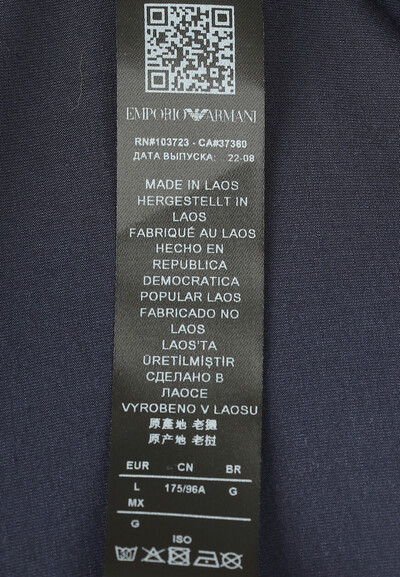 EMPORIO ARMANI
RN#103723 - CA#37360
ДАТА ВЫПУСКА: 22-08
MADE IN LAOS
HERGESTELLT IN
LAOS
FABRIQUÉ AU LAOS
HECHO EN
REPUBLICA
DEMOCRATICA
POPULAR LAOS
FABRICADO NO
LAOS
LAOS'TA
ÜRETİLMİŞTİR
СДЕЛАНО В
ЛАОСЕ
VYROBENO V LAOSU
原產地 老撾
原产地 老挝
EUR CN BR
L 175/96A G
MX
G
ISO